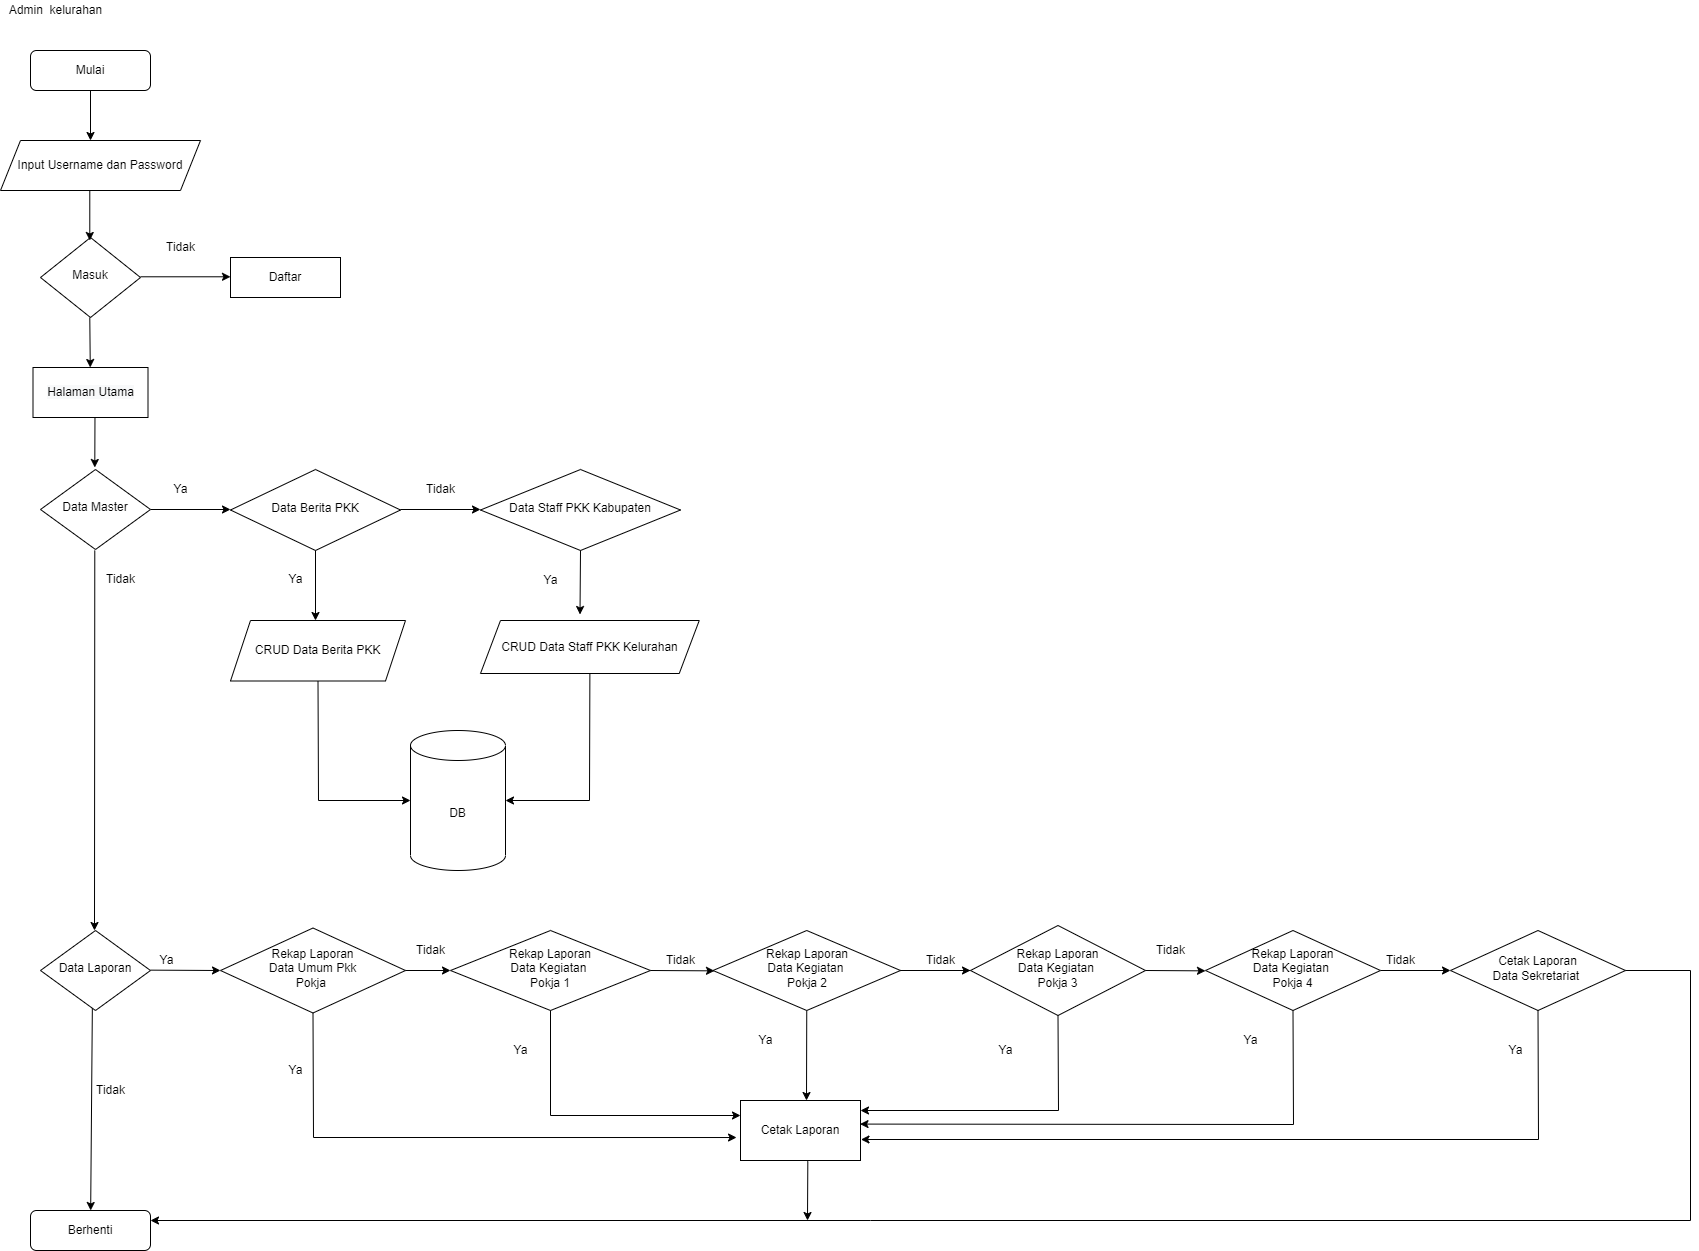 Admin  kelurahan
Mulai
Input Username dan Password
Tidak
Masuk
Daftar
Halaman Utama
Ya
Tidak
Data Master
Data Berita PKK
Data Staff PKK Kabupaten
Tidak
Ya
Ya
CRUD Data Berita PKK
CRUD Data Staff PKK Kelurahan
DB
Data Laporan
Ya
Rekap Laporan
Data Umum Pkk
Pokja
Tidak
Rekap Laporan
Data Kegiatan
Pokja 1
Tidak
Rekap Laporan
Data Kegiatan
Pokja 2
Tidak
Rekap Laporan
Data Kegiatan
Pokja 3
Tidak
Rekap Laporan
Data Kegiatan
Pokja 4
Tidak
Cetak Laporan
Data Sekretariat
Ya
Ya
Ya
Ya
Ya
Ya
Tidak
Cetak Laporan
Berhenti